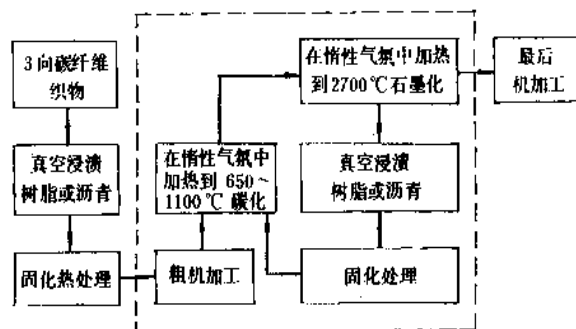 3向碳纤维
织物
真空浸渍
树脂或沥青
固化热处理
粗机加工
在惰性气氛中
加热到 650~
1100℃ 碳化
在惰性气氛中加热
到2700℃石墨化
真空浸渍
树脂或沥青
固化处理
最后
机加工